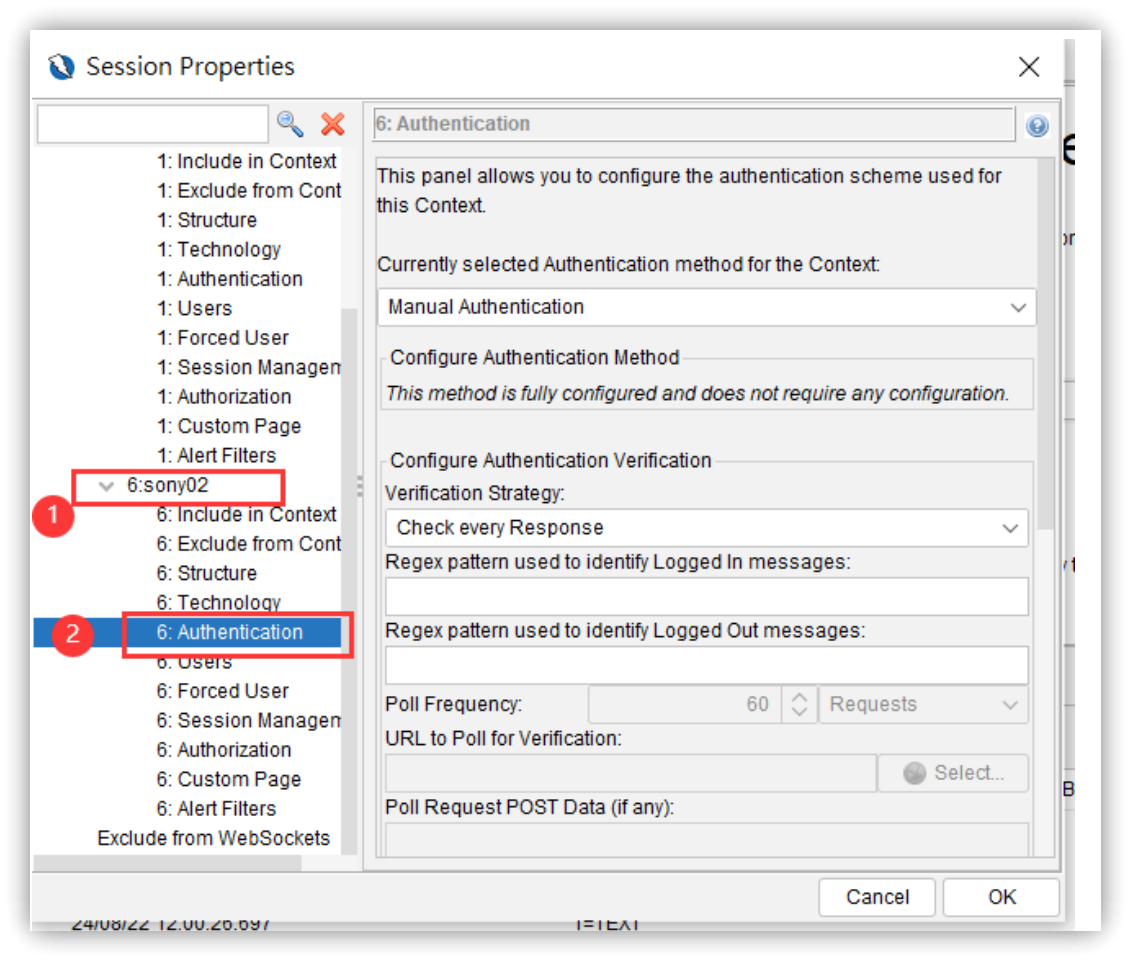 Session Properties
6: Authentication
1: Include in Context
1: Exclude from Cont
1: Structure
1: Technology
1: Authentication
1: Users
1: Forced User
1: Session Managem
1: Authorization
1: Custom Page
1: Alert Filters
6:sony02
1
6: Include in Context
6: Exclude from Cont
6: Structure
6: Technology
2
6: Authentication
6: Users
6: Forced User
6: Session Managem
6: Authorization
6: Custom Page
6: Alert Filters
Exclude from WebSockets
This panel allows you to configure the authentication scheme used for
this Context.
Currently selected Authentication method for the Context:
Manual Authentication
Configure Authentication Method
This method is fully configured and does not require any configuration.
Configure Authentication Verification
Verification Strategy:
Check every Response
Regex pattern used to identify Logged In messages:
Regex pattern used to identify Logged Out messages:
Poll Frequency: 60 Requests
URL to Poll for Verification:
Select...
Poll Request POST Data (if any):
Cancel OK
24/08/22 12:00:26.697 1=TEXT